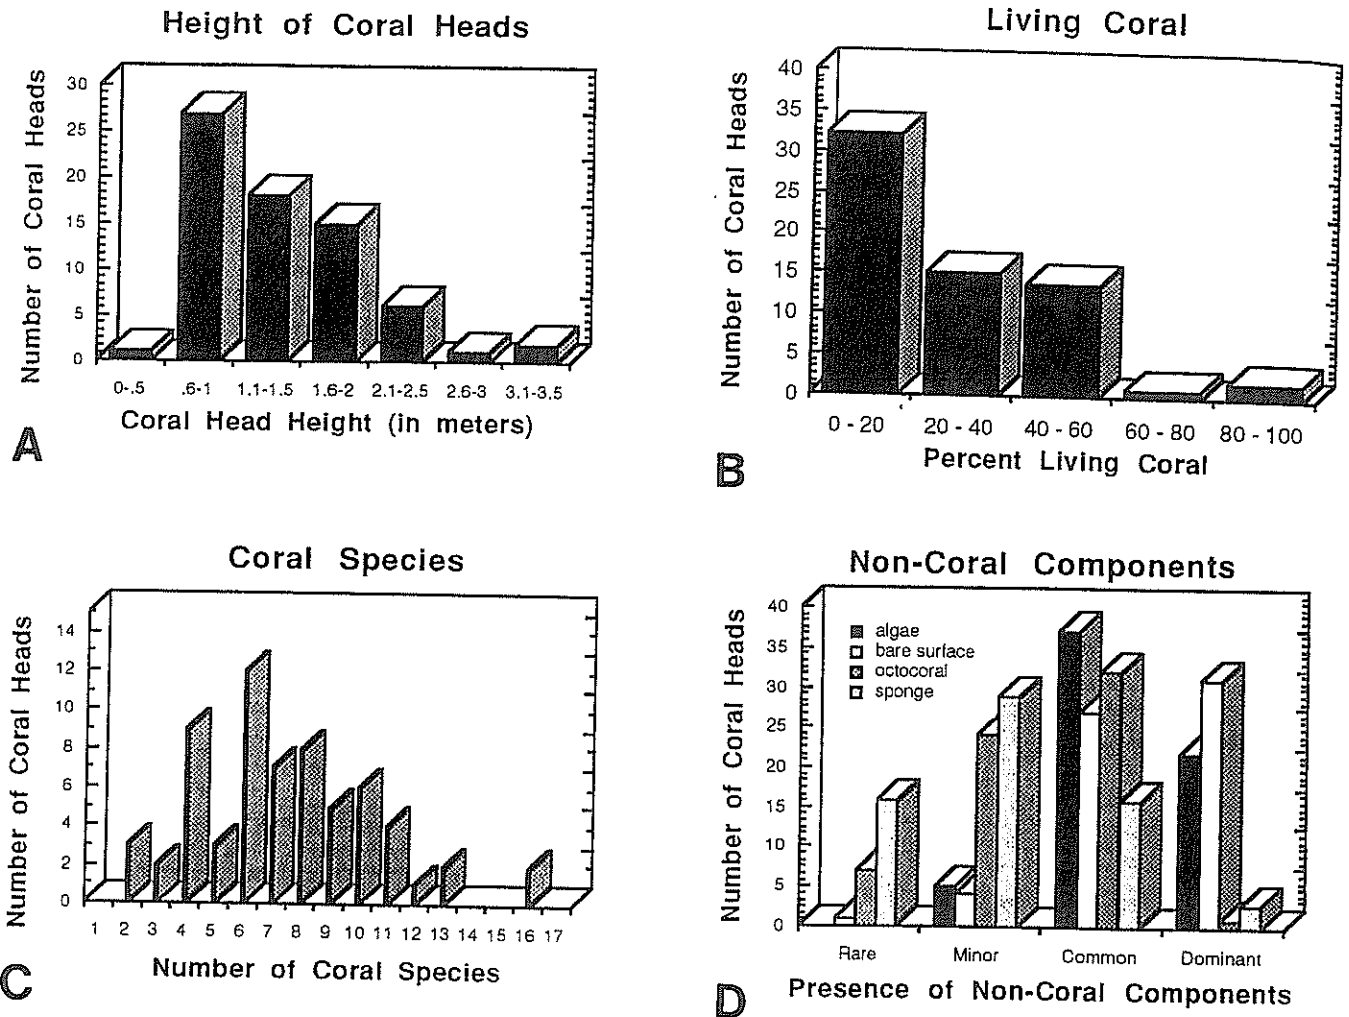 Height of Coral Heads
Number of Coral Heads
30
25
20
15
10
5
0
0-.5 .6-1 1.1-1.5 1.6-2 2.1-2.5 2.6-3 3.1-3.5
Coral Head Height (in meters)
A
Living Coral
Number of Coral Heads
40
35
30
25
20
15
10
5
0
0 - 20 20 - 40 40 - 60 60 - 80 80 - 100
Percent Living Coral
B
Coral Species
Number of Coral Heads
14
12
10
8
6
4
2
0
1 2 3 4 5 6 7 8 9 10 11 12 13 14 15 16 17
Number of Coral Species
C
Non-Coral Components
Number of Coral Heads
40
35
30
25
20
15
10
5
0
algae
bare surface
octocoral
sponge
Rare Minor Common Dominant
Presence of Non-Coral Components
D